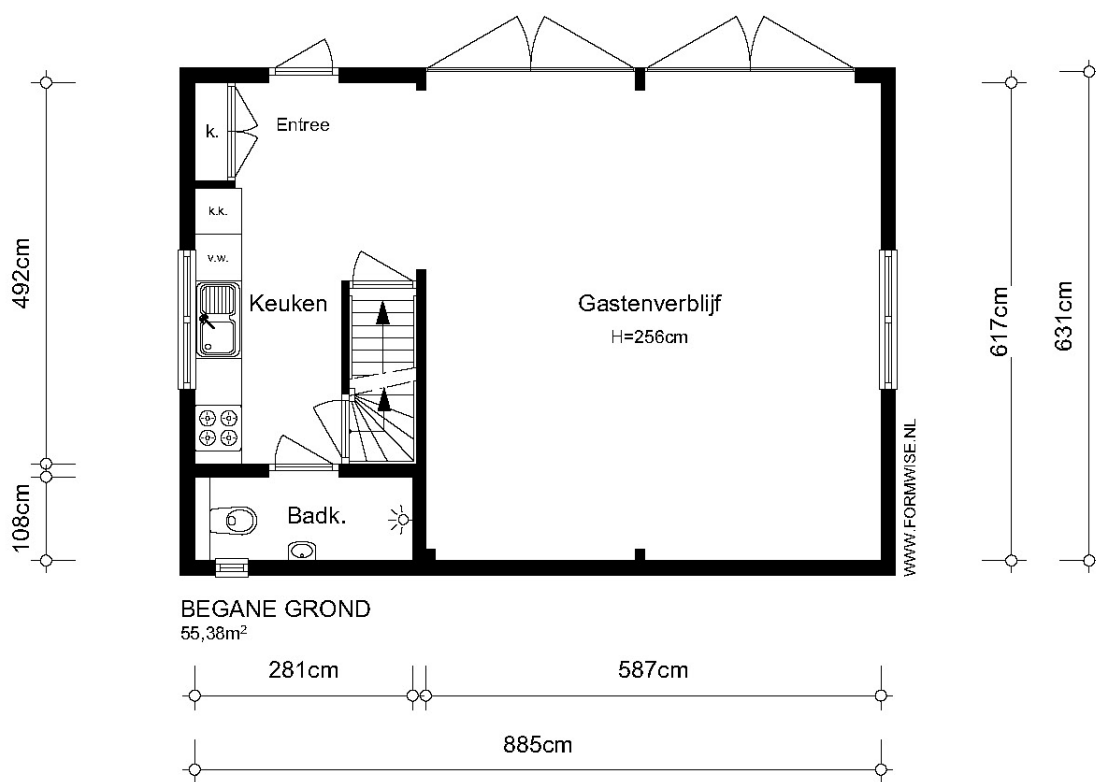 k.
Entree
k.k.
v.w.
Keuken
Gastenverblijf
H=256cm
Badk.
492cm
108cm
617cm
631cm
WWW.FORMWISE.NL
BEGANE GROND
55,38m²
281cm
587cm
885cm